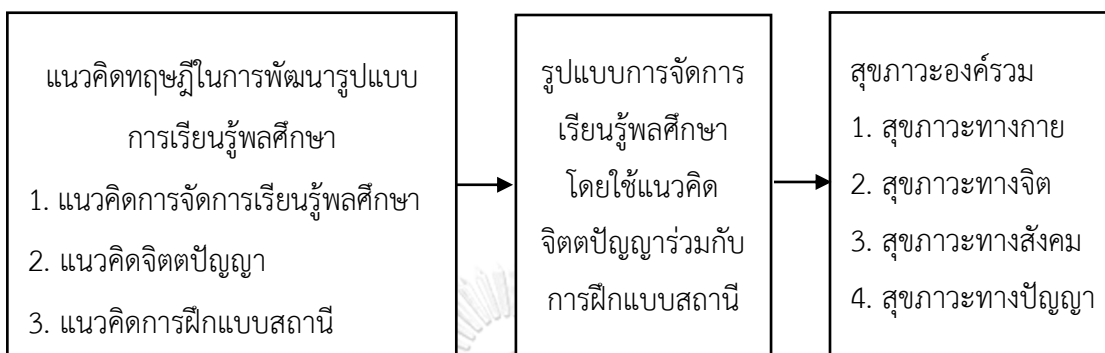 แนวคิดทฤษฎีในการพัฒนารูปแบบ
การเรียนรู้พลศึกษา
1. แนวคิดการจัดการเรียนรู้พลศึกษา
2. แนวคิดจิตตปัญญา
3. แนวคิดการฝึกแบบสถานี
รูปแบบการจัดการ
เรียนรู้พลศึกษา
โดยใช้แนวคิด
จิตตปัญญาร่วมกับ
การฝึกแบบสถานี
สุขภาวะองค์รวม
1. สุขภาวะทางกาย
2. สุขภาวะทางจิต
3. สุขภาวะทางสังคม
4. สุขภาวะทางปัญญา